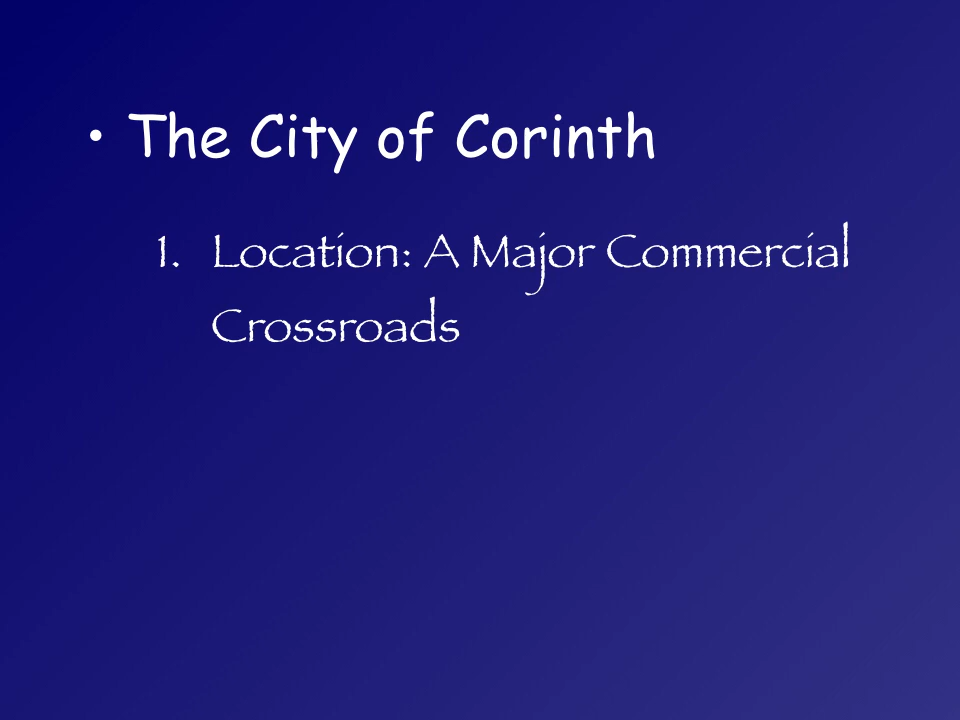 • The City of Corinth
1. Location: A Major Commercial
Crossroads